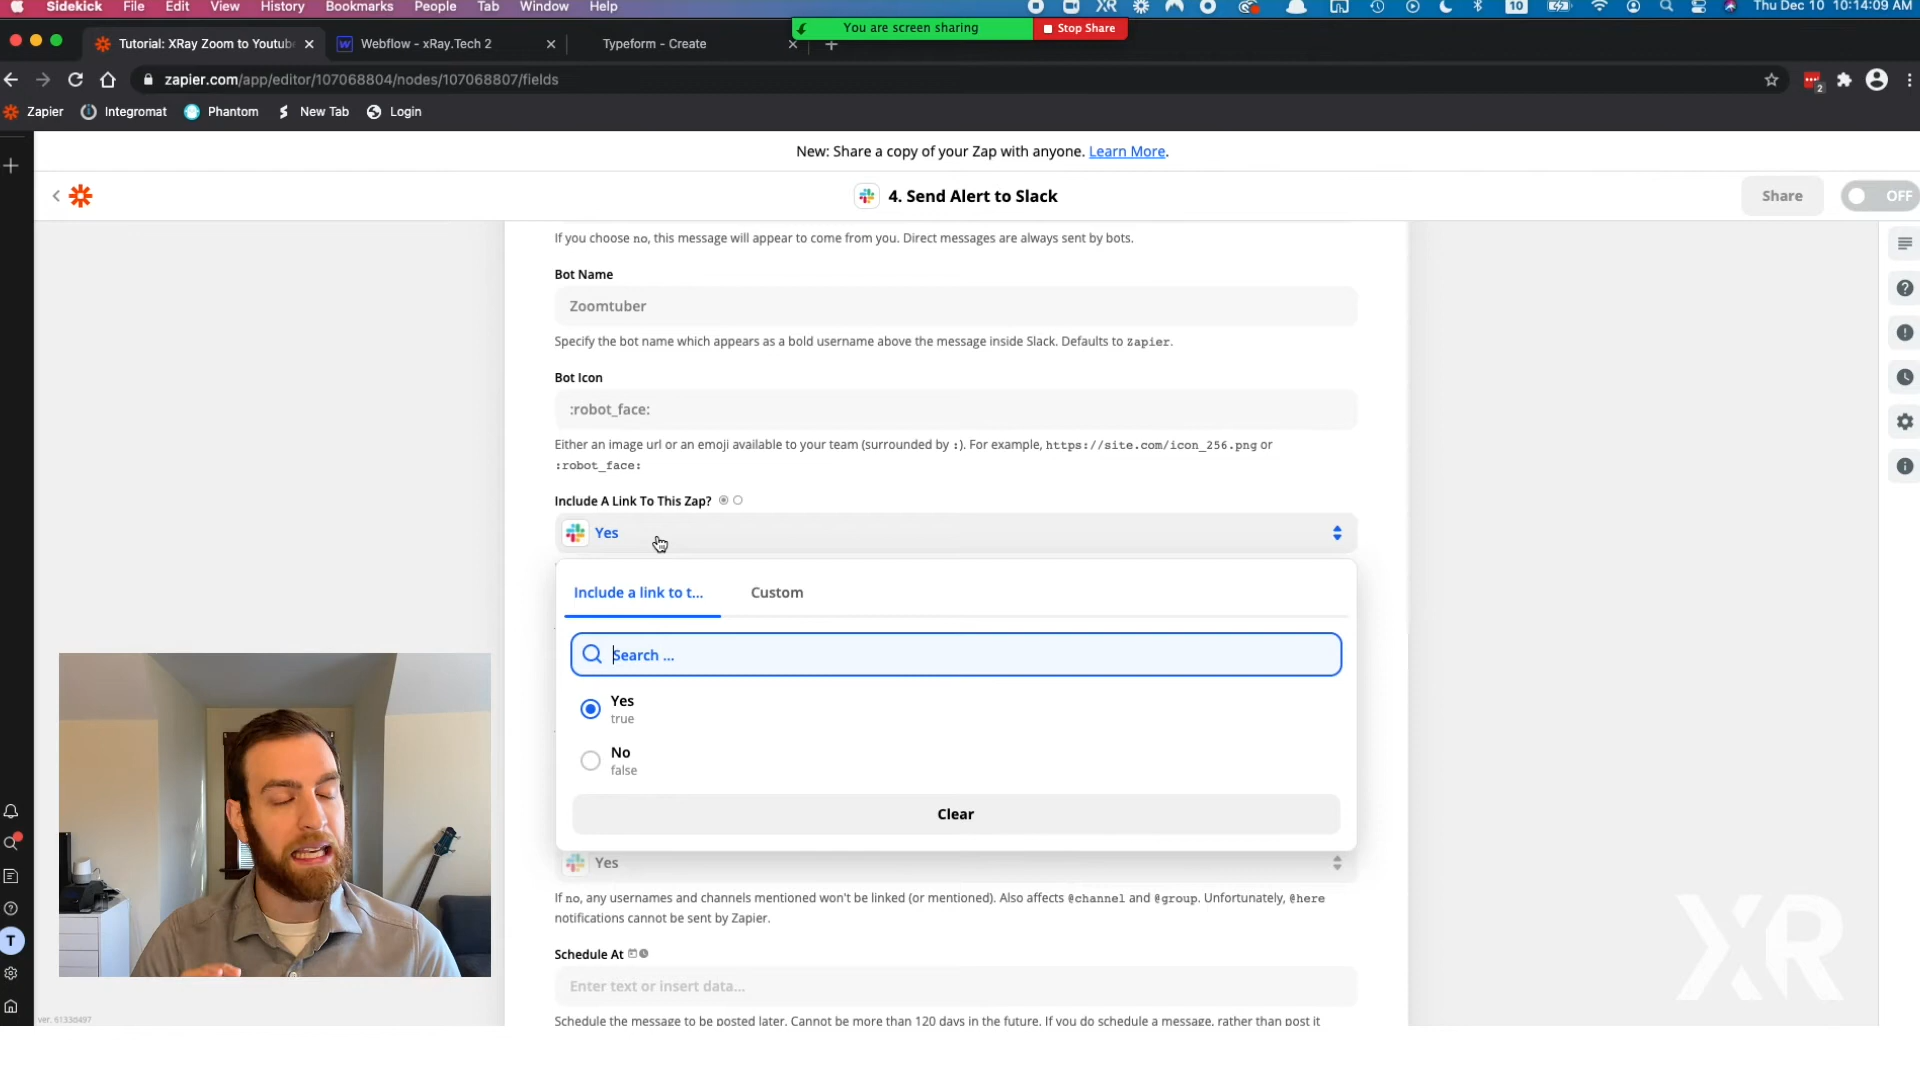 Sidekick File Edit View History Bookmarks People Tab Window Help
XR
10
Thu Dec 10 10:14:09 AM
You are screen sharing
Stop Share
Tutorial: XRay Zoom to Youtub
Webflow - xRay.Tech 2
Typeform - Create
zapier.com/app/editor/107068804/nodes/107068807/fields
2
Zapier Integromat Phantom New Tab Login
New: Share a copy of your Zap with anyone. Learn More.
4. Send Alert to Slack
Share
OFF
If you choose no, this message will appear to come from you. Direct messages are always sent by bots.
Bot Name
Zoomtuber
Specify the bot name which appears as a bold username above the message inside Slack. Defaults to Zapier.
Bot Icon
:robot_face:
Either an image url or an emoji available to your team (surrounded by :). For example, https://site.com/icon_256.png or
:robot_face:
Include A Link To This Zap?
Yes
Include a link to t...
Custom
Search ...
Yes
true
No
false
Clear
Yes
If no, any usernames and channels mentioned won't be linked (or mentioned). Also affects @channel and @group. Unfortunately, @here
notifications cannot be sent by Zapier.
Schedule At
Enter text or insert data...
Schedule the message to be posted later. Cannot be more than 120 days in the future. If you do schedule a message, rather than post it
T
ver. 6133d497
XR